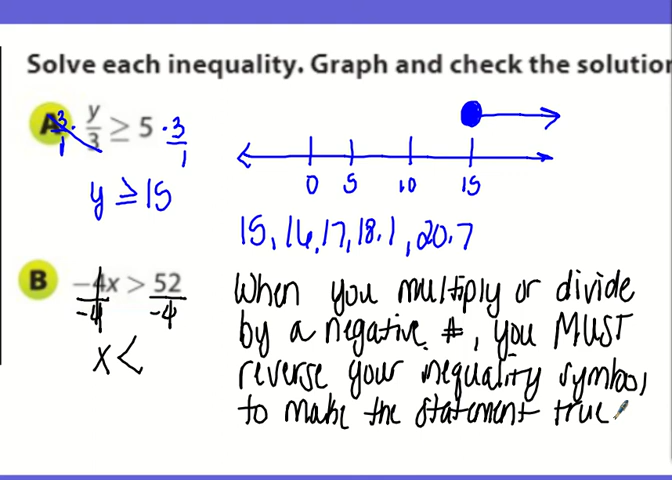 Solve each inequality. Graph and check the solution
A 3/1 · y/3 ≥ 5 · 3/1
y ≥ 15
0 5 10 15
15, 16, 17, 18.1, 20.7
B -4x/-4 > 52/-4
x <
When you multiply or divide
by a negative #, you MUST
reverse your inequality symbol
to make the statement true